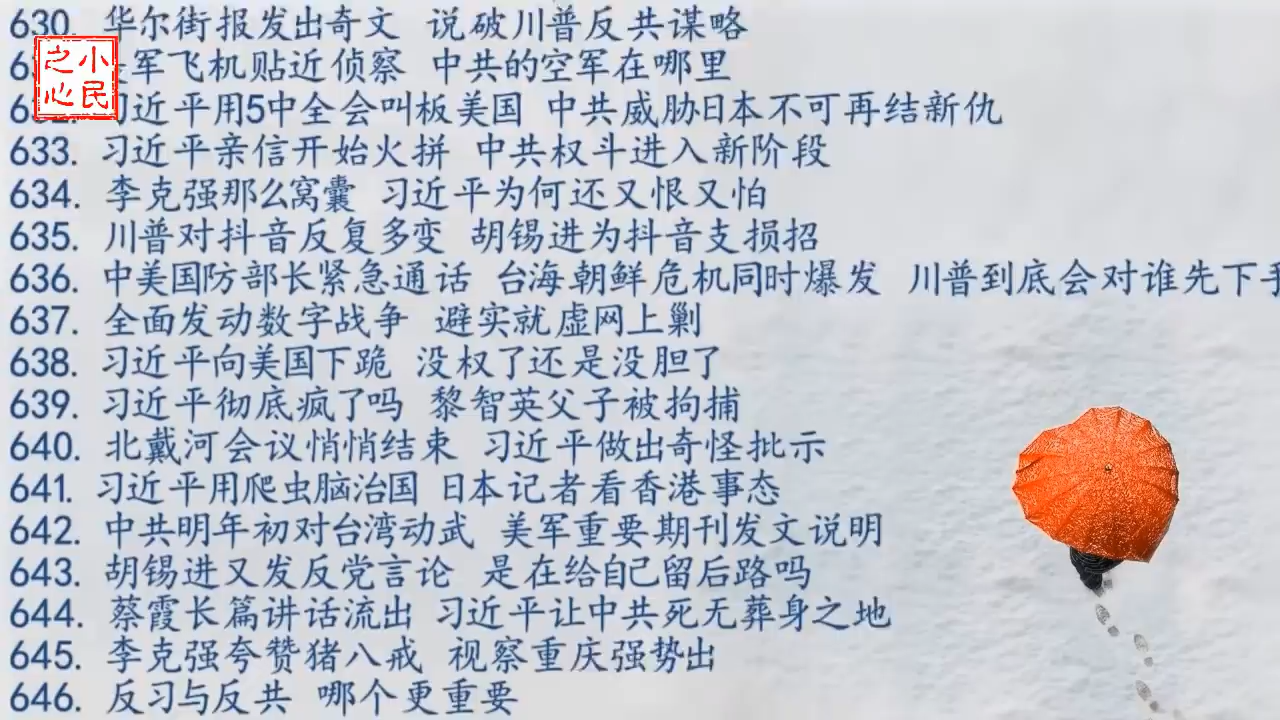 630. 华尔街报发出奇文 说破川普反共谋略
小民之心
军飞机贴近侦察 中共的空军在哪里
习近平用5中全会叫板美国 中共威胁日本不可再结新仇
633. 习近平亲信开始火拼 中共权斗进入新阶段
634. 李克强那么窝囊 习近平为何还又恨又怕
635. 川普对抖音反复多变 胡锡进为抖音支损招
636. 中美国防部长紧急通话 台海朝鲜危机同时爆发 川普到底会对谁先下手
637. 全面发动数字战争 避实就虚网上剿
638. 习近平向美国下跪 没权了还是没胆了
639. 习近平彻底疯了吗 黎智英父子被拘捕
640. 北戴河会议悄悄结束 习近平做出奇怪批示
641. 习近平用爬虫脑治国 日本记者看香港事态
642. 中共明年初对台湾动武 美军重要期刊发文说明
643. 胡锡进又发反党言论 是在给自己留后路吗
644. 蔡霞长篇讲话流出 习近平让中共死无葬身之地
645. 李克强夸赞猪八戒 视察重庆强势出
646. 反习与反共 哪个更重要